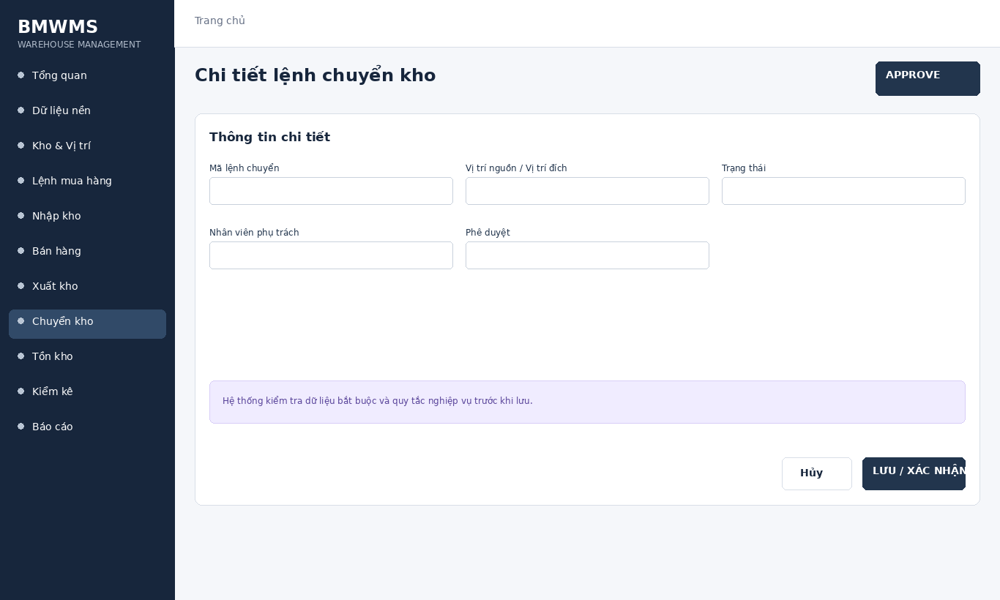 BMWMS
WAREHOUSE MANAGEMENT
Tổng quan
Dữ liệu nền
Kho & Vị trí
Lệnh mua hàng
Nhập kho
Bán hàng
Xuất kho
Chuyển kho
Tồn kho
Kiểm kê
Báo cáo
Trang chủ
Chi tiết lệnh chuyển kho
APPROVE
Thông tin chi tiết
Mã lệnh chuyển
Vị trí nguồn / Vị trí đích
Trạng thái
Nhân viên phụ trách
Phê duyệt
Hệ thống kiểm tra dữ liệu bắt buộc và quy tắc nghiệp vụ trước khi lưu.
Hủy
LƯU / XÁC NHẬN